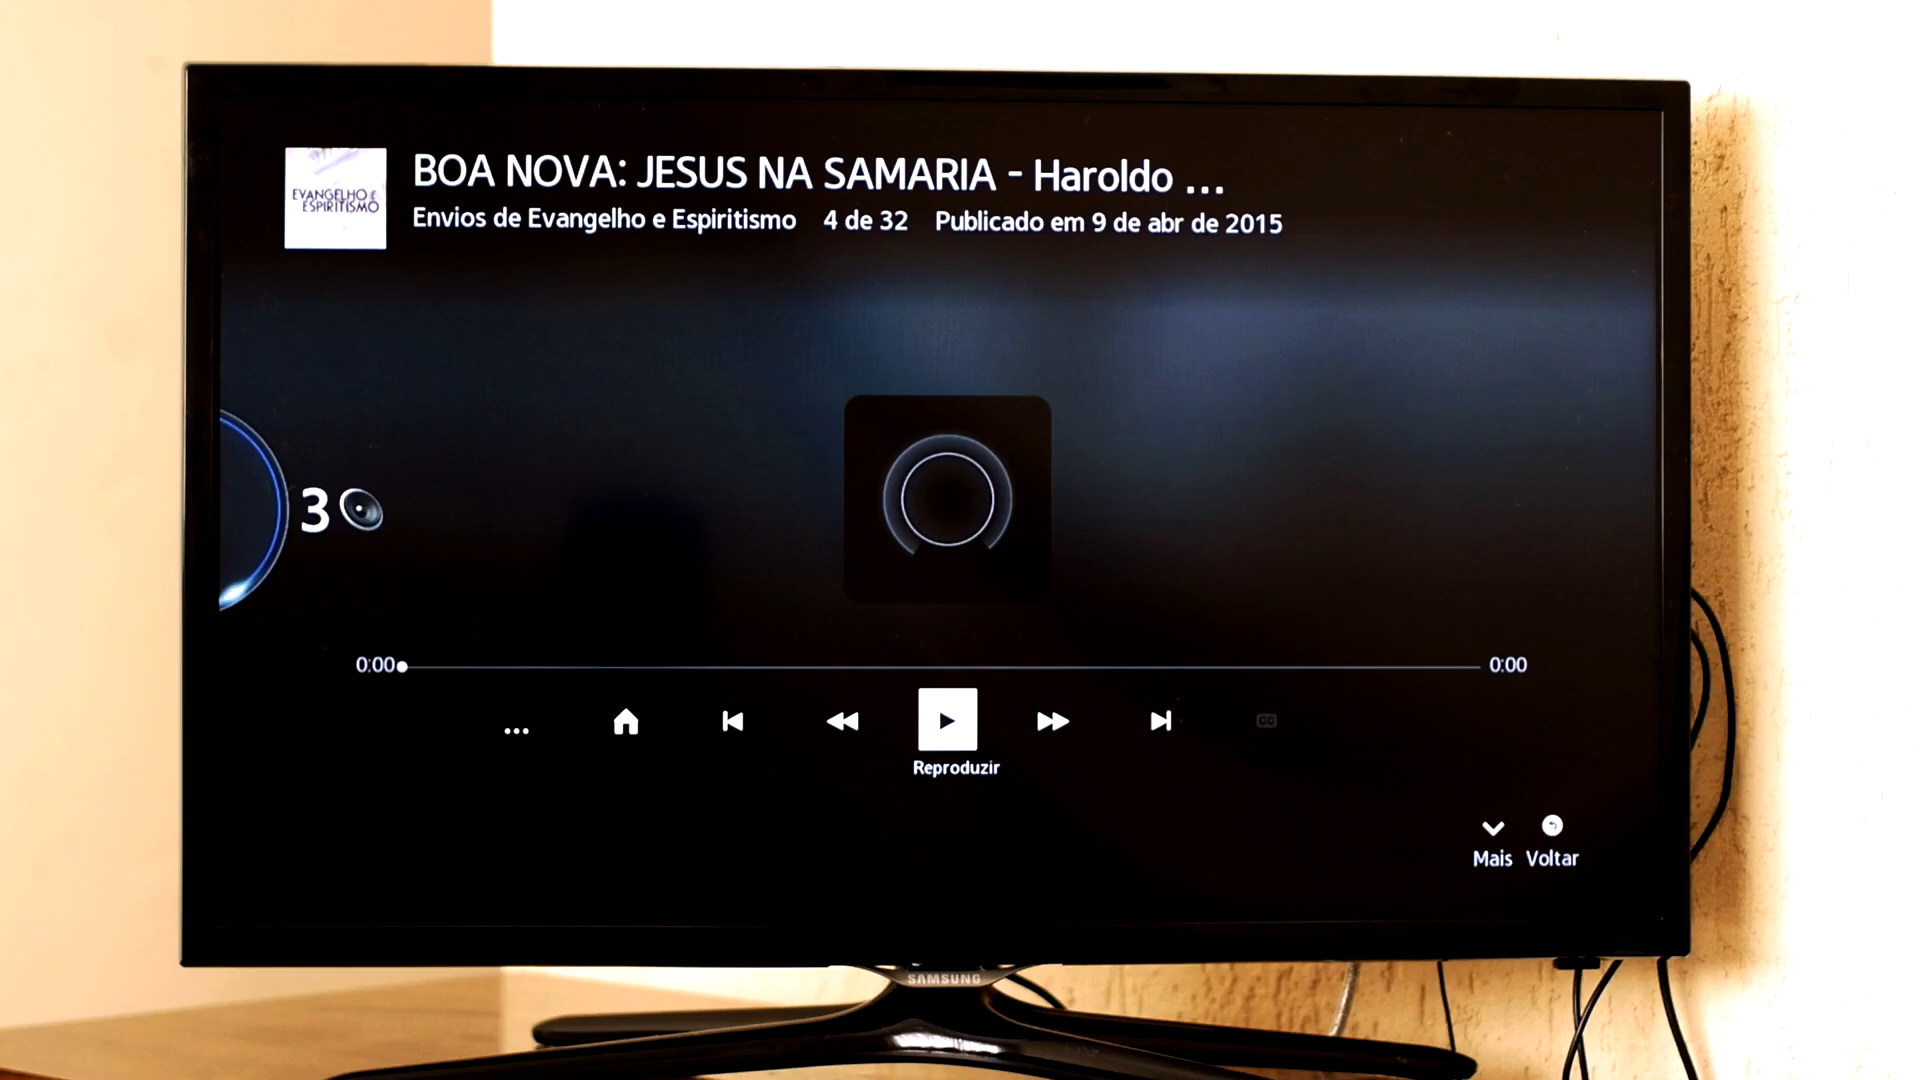 EVANGELHO E
ESPIRITISMO
BOA NOVA: JESUS NA SAMARIA - Haroldo ...
Envios de Evangelho e Espiritismo 4 de 32 Publicado em 9 de abr de 2015
3
0:00 0:00
...
CC
Reproduzir
Mais Voltar
SAMSUNG